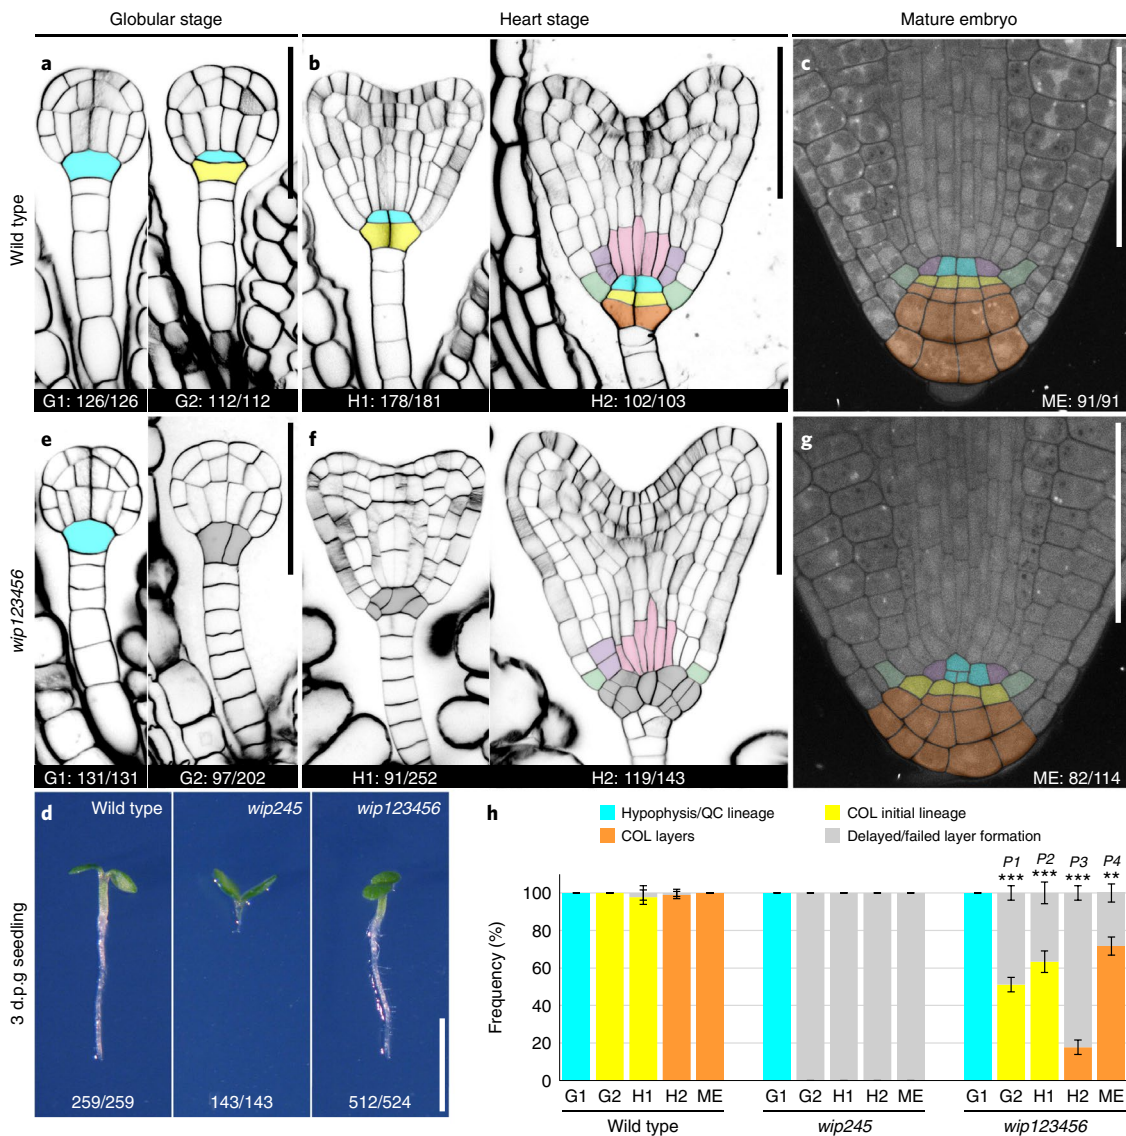 Globular stage
Heart stage
Mature embryo
Wild type
a
b
c
G1: 126/126
G2: 112/112
H1: 178/181
H2: 102/103
ME: 91/91
wip123456
e
f
g
G1: 131/131
G2: 97/202
H1: 91/252
H2: 119/143
ME: 82/114
3 d.p.g seedling
d
Wild type
wip245
wip123456
259/259
143/143
512/524
h
Hypophysis/QC lineage
COL initial lineage
COL layers
Delayed/failed layer formation
P1
P2
P3
P4
***
***
***
**
Frequency (%)
100
80
60
40
20
0
G1 G2 H1 H2 ME
G1 G2 H1 H2 ME
G1 G2 H1 H2 ME
Wild type
wip245
wip123456